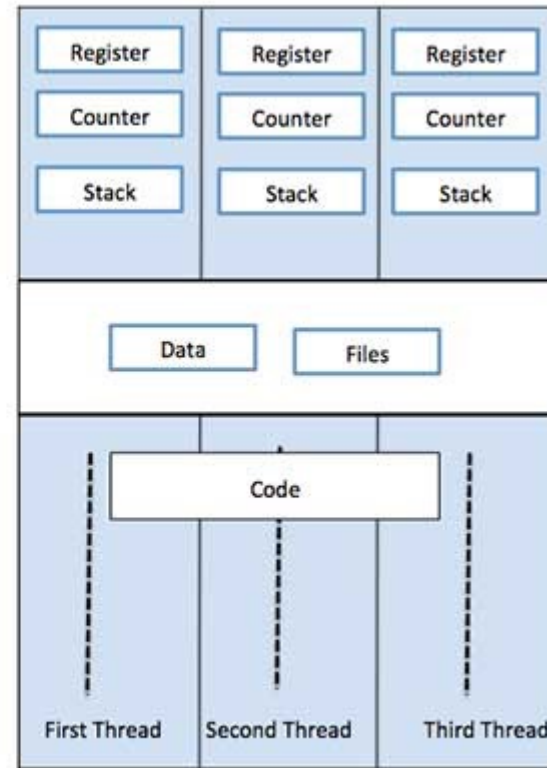 Register Register Register
Counter Counter Counter
Stack Stack Stack
Data Files
Code
First Thread Second Thread Third Thread